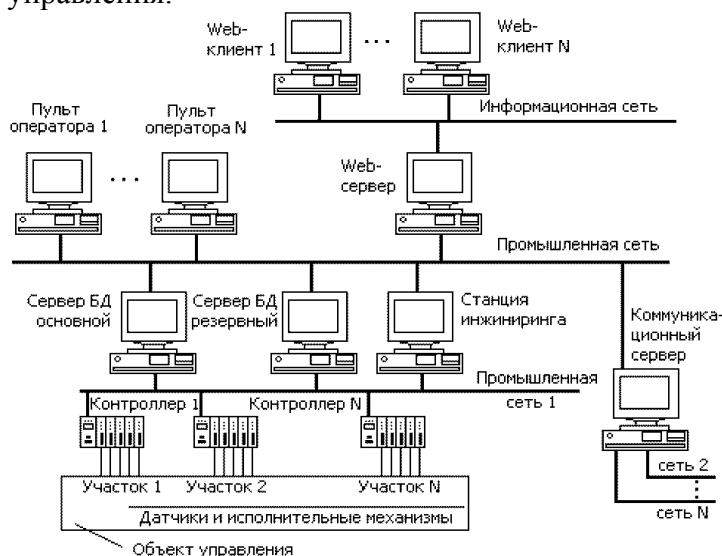 управления.
Web-
клиент 1
...
Web-
клиент N
Информационная сеть
Пульт
оператора 1
...
Пульт
оператора N
Web-
сервер
Промышленная сеть
Сервер БД
основной
Сервер БД
резервный
Станция
инжиниринга
Коммуника-
ционный
сервер
Промышленная
сеть 1
Контроллер 1
Контроллер N
сеть 2
сеть N
Участок 1
Участок 2
Участок N
Датчики и исполнительные механизмы
Объект управления